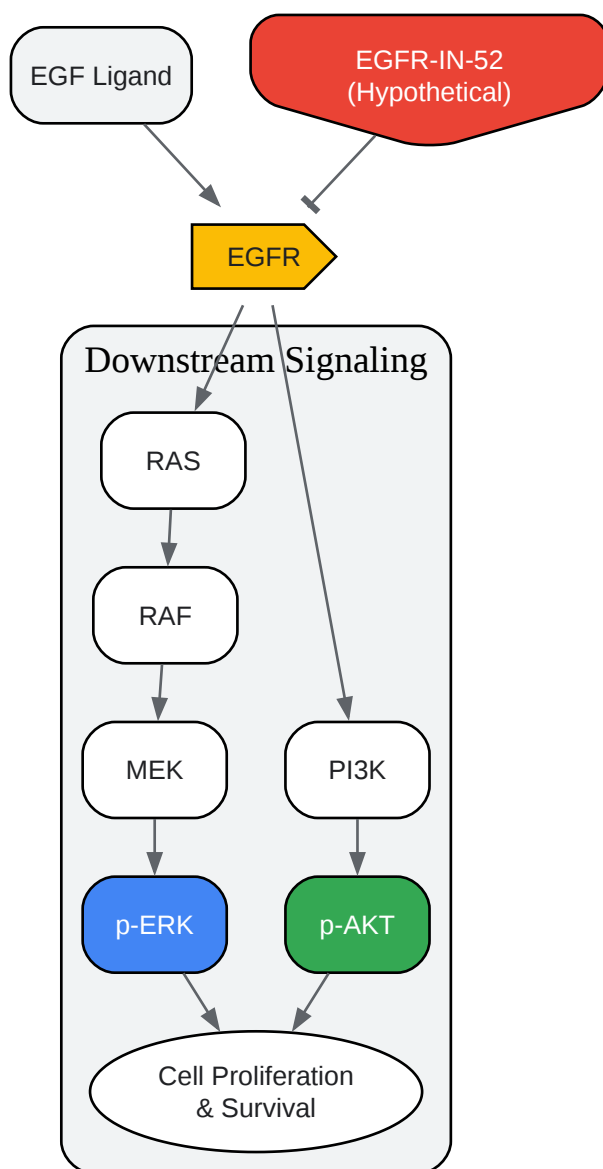 EGF Ligand
EGFR-IN-52
(Hypothetical)
EGFR
Downstream Signaling
RAS
RAF
MEK
PI3K
p-ERK
p-AKT
Cell Proliferation
& Survival